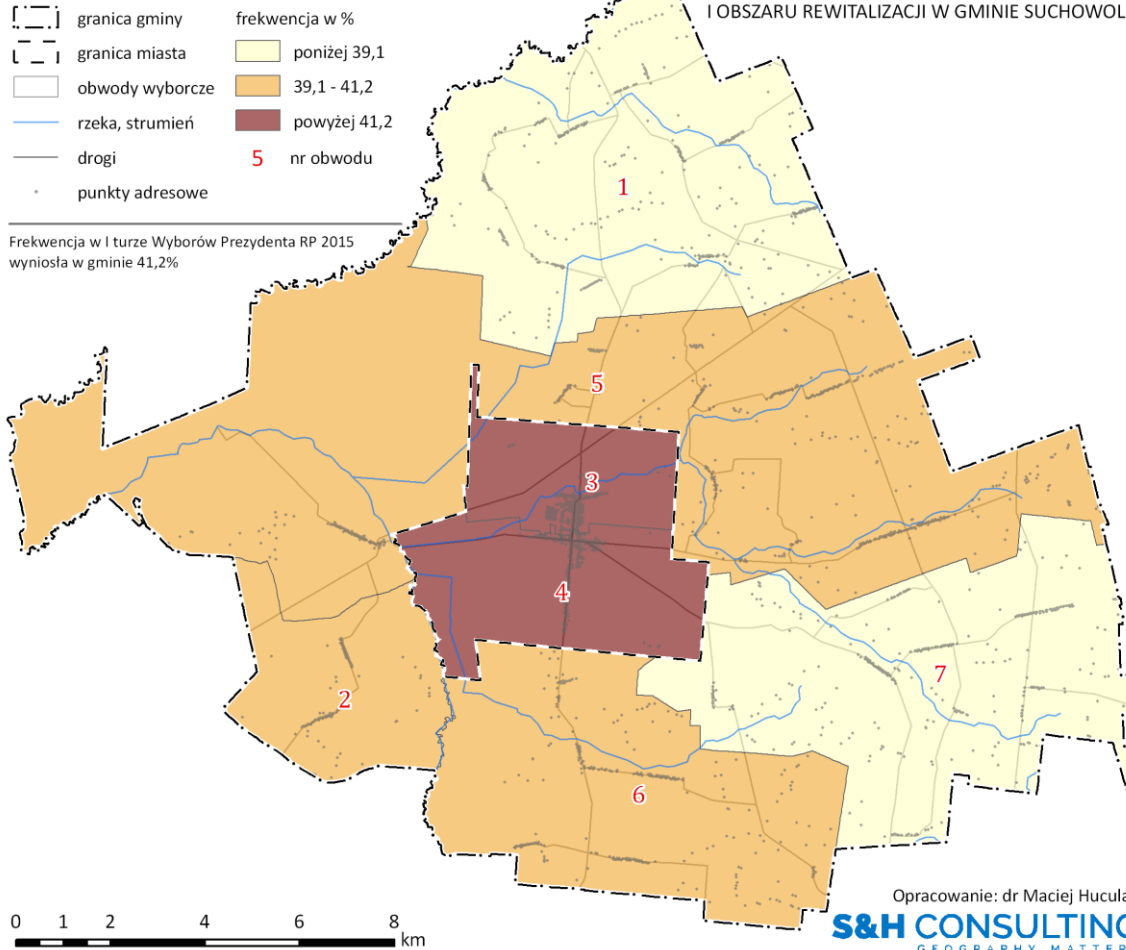 I OBSZARU REWITALIZACJI W GMINIE SUCHOWOL
granica gminy
granica miasta
obwody wyborcze
rzeka, strumień
drogi
punkty adresowe
frekwencja w %
poniżej 39,1
39,1 - 41,2
powyżej 41,2
5 nr obwodu
Frekwencja w I turze Wyborów Prezydenta RP 2015
wyniosła w gminie 41,2%
1
5
3
4
2
7
6
0 1 2 4 6 8 km
Opracowanie: dr Maciej Hucula
S&H CONSULTING
GEOGRAPHY MATTER